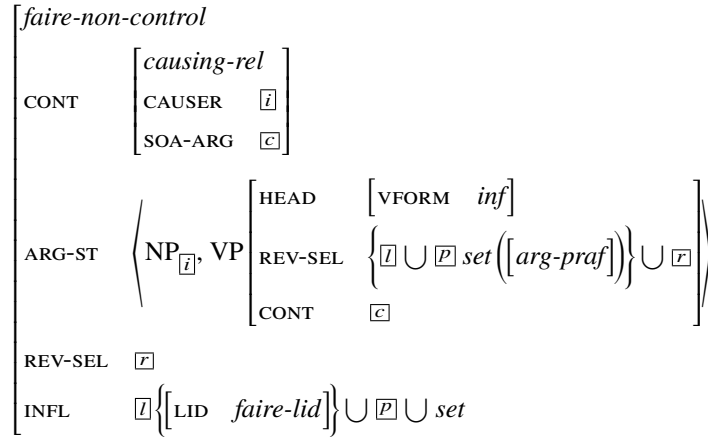 faire-non-control
CONT [causing-rel
CAUSER [i]
SOA-ARG [c]]
ARG-ST ⟨NP[i], VP[HEAD [VFORM inf]
REV-SEL {[l] ∪ [p] set([arg-praf])} ∪ [r]
CONT [c]]⟩
REV-SEL [r]
INFL [l]{[LID faire-lid]} ∪ [p] ∪ set